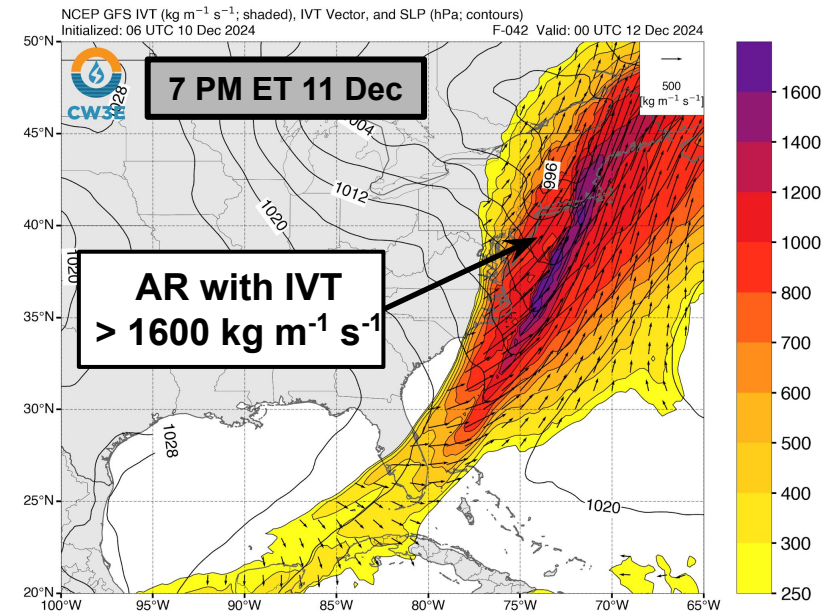 NCEP GFS IVT (kg m⁻¹ s⁻¹; shaded), IVT Vector, and SLP (hPa; contours)
Initialized: 06 UTC 10 Dec 2024
F-042 Valid: 00 UTC 12 Dec 2024
50°N
45°N
40°N
35°N
30°N
25°N
20°N
CW3E
7 PM ET 11 Dec
500
[kg m⁻¹ s⁻¹]
028
004
1012
1020
1020
996
AR with IVT
> 1600 kg m⁻¹ s⁻¹
1028
1020
100°W
95°W
90°W
85°W
80°W
75°W
70°W
65°W
1600
1400
1200
1000
800
700
600
500
400
300
250